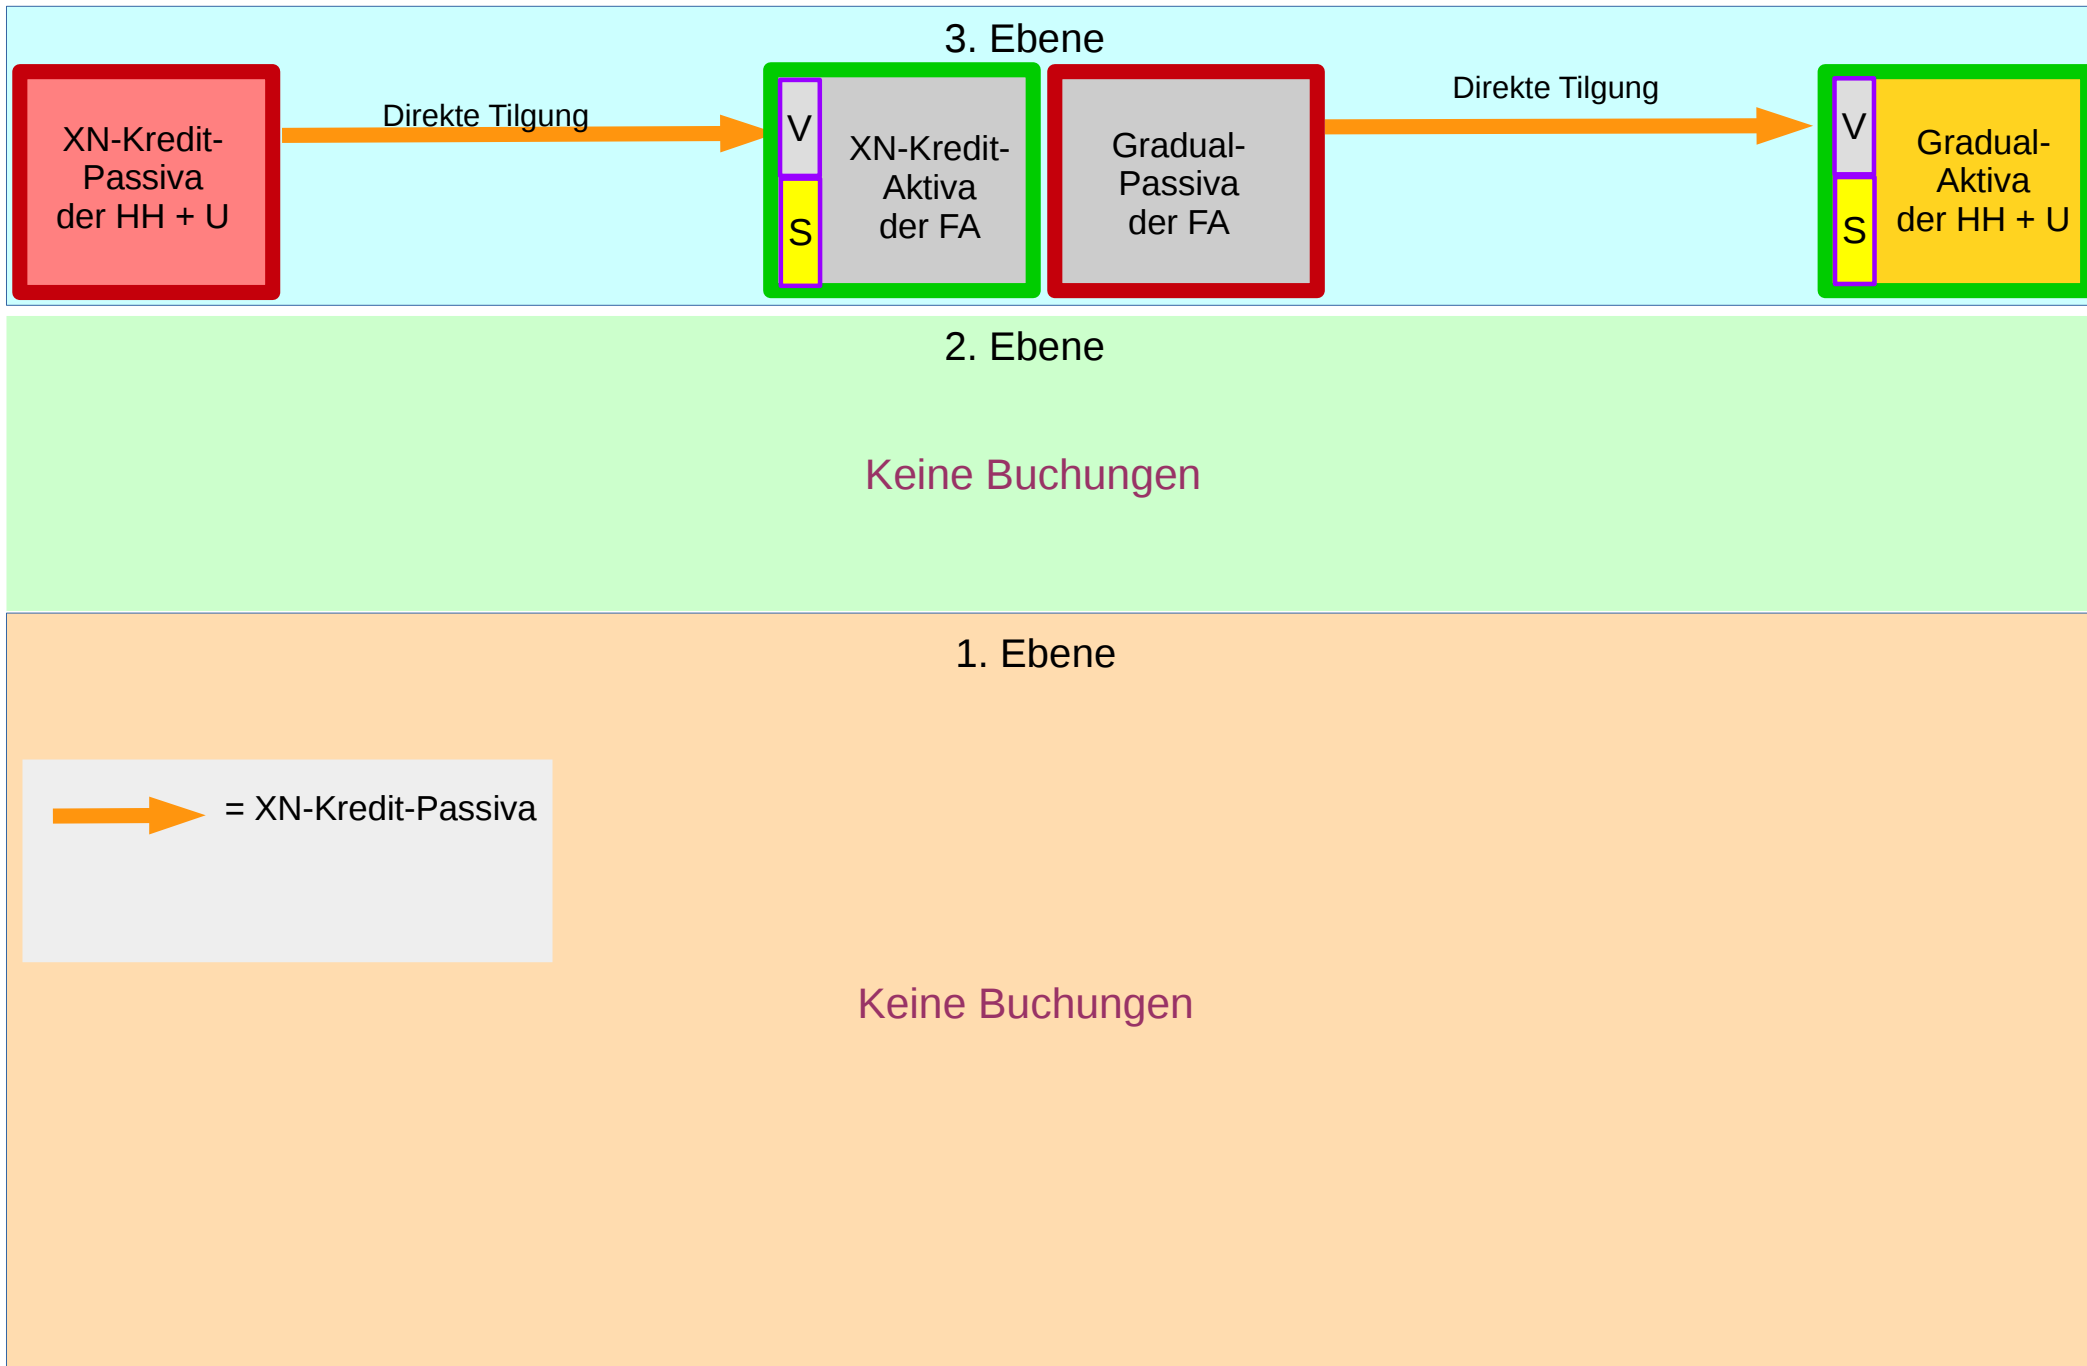 3. Ebene
XN-Kredit-
Passiva
der HH + U
Direkte Tilgung
V
S
XN-Kredit-
Aktiva
der FA
Gradual-
Passiva
der FA
Direkte Tilgung
V
S
Gradual-
Aktiva
der HH + U
2. Ebene
Keine Buchungen
1. Ebene
= XN-Kredit-Passiva
Keine Buchungen